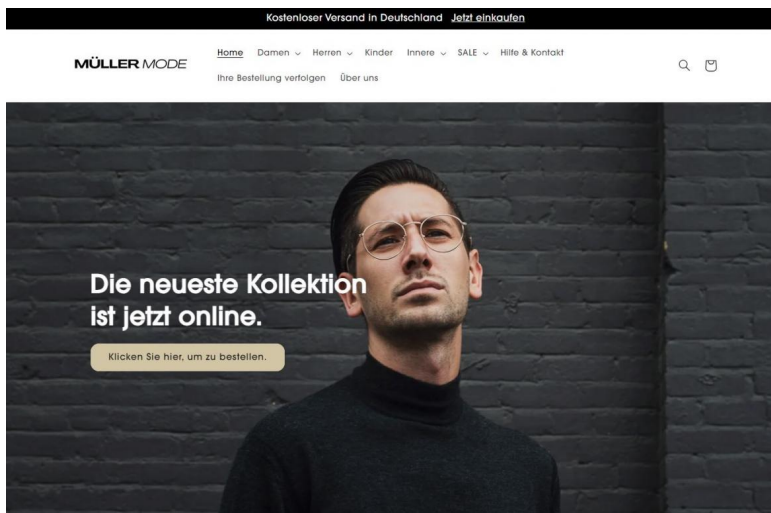 Kostenloser Versand in Deutschland Jetzt einkaufen
MÜLLER MODE
Home Damen Herren Kinder Innere SALE Hilfe & Kontakt
Ihre Bestellung verfolgen Über uns
Die neueste Kollektion
ist jetzt online.
Klicken Sie hier, um zu bestellen.